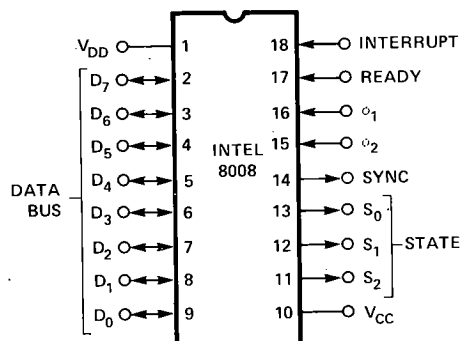 V_DD 1 18 INTERRUPT
D_7 2 17 READY
D_6 3 16 φ_1
D_5 4 15 φ_2
INTEL
8008
DATA
BUS
D_4 5 14 SYNC
D_3 6 13 S_0
D_2 7 12 S_1
STATE
D_1 8 11 S_2
D_0 9 10 V_CC